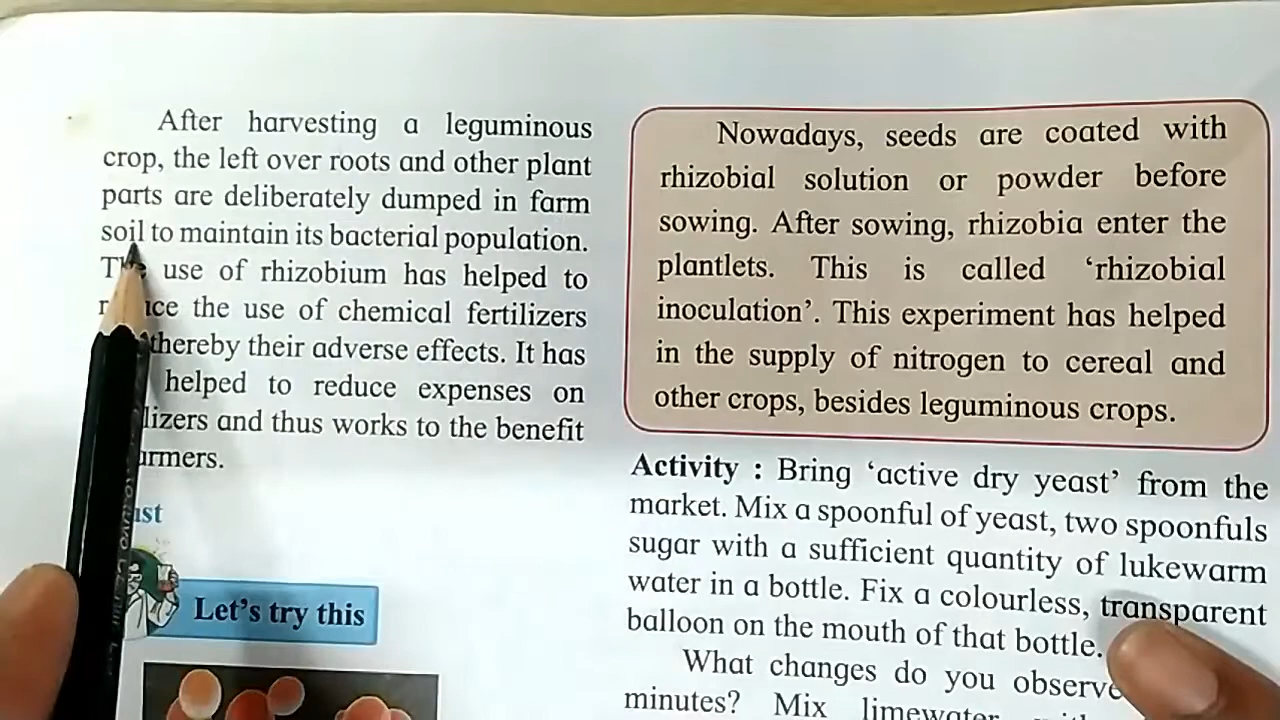 After harvesting a leguminous
crop, the left over roots and other plant
parts are deliberately dumped in farm
soil to maintain its bacterial population.
use of rhizobium has helped to
the use of chemical fertilizers
thereby their adverse effects. It has
helped to reduce expenses on
and thus works to the benefit
Let's try this
Nowadays, seeds are coated with
rhizobial solution or powder before
sowing. After sowing, rhizobia enter the
plantlets. This is called ‘rhizobial
inoculation’. This experiment has helped
in the supply of nitrogen to cereal and
other crops, besides leguminous crops.
Activity : Bring ‘active dry yeast’ from the
market. Mix a spoonful of yeast, two spoonfuls
sugar with a sufficient quantity of lukewarm
water in a bottle. Fix a colourless, transparent
balloon on the mouth of that bottle.
What changes do you observe
minutes? Mix limewater